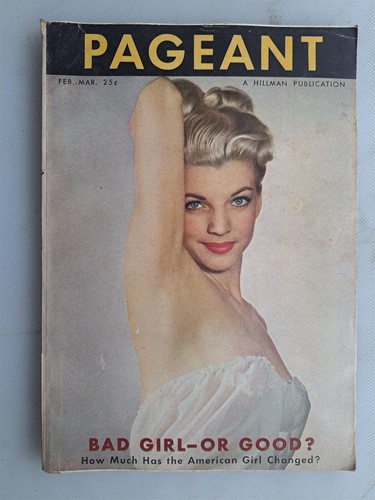 PAGEANT
FEB.-MAR. 25¢
A HILLMAN PUBLICATION
BAD GIRL—OR GOOD?
How Much Has the American Girl Changed?